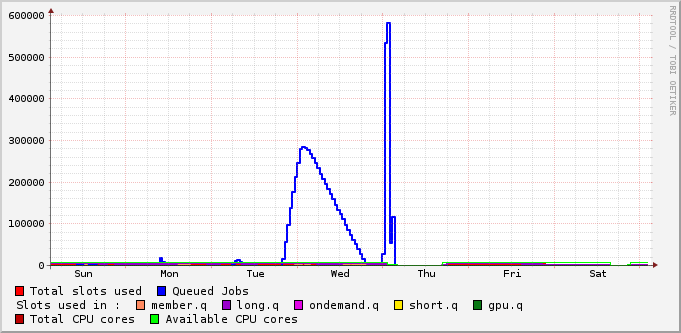 RRDTOOL / TOBI OETIKER
600000
500000
400000
300000
200000
100000
0
Sun Mon Tue Wed Thu Fri Sat
Total slots used Queued Jobs
Slots used in : member.q long.q ondemand.q short.q gpu.q
Total CPU cores Available CPU cores